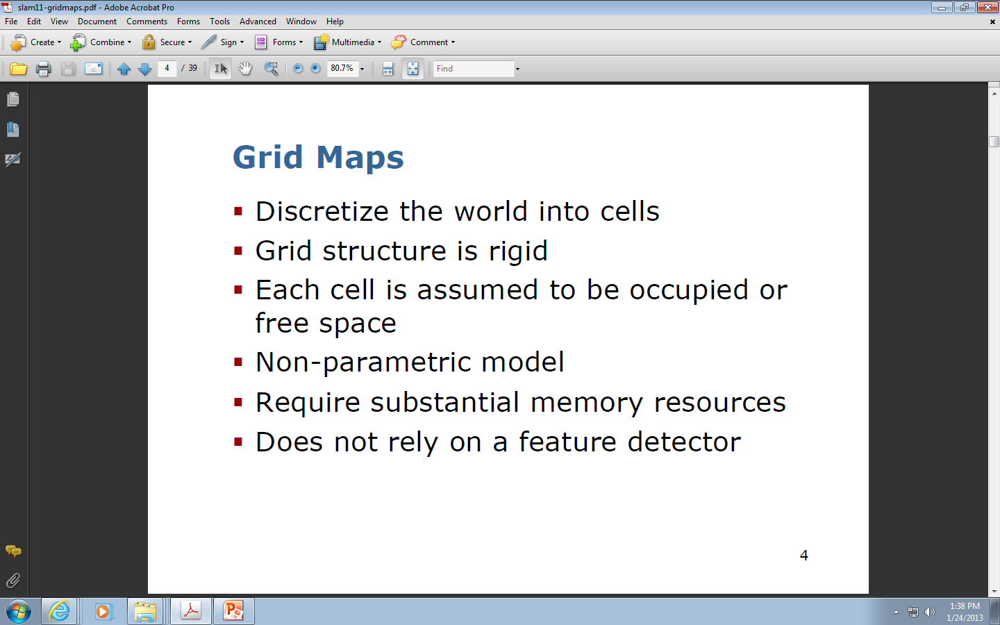 slam11-gridmaps.pdf - Adobe Acrobat Pro
File Edit View Document Comments Forms Tools Advanced Window Help
Create Combine Secure Sign Forms Multimedia Comment
4 / 39 80.7% Find
Grid Maps
Discretize the world into cells
Grid structure is rigid
Each cell is assumed to be occupied or
free space
Non-parametric model
Require substantial memory resources
Does not rely on a feature detector
4
1:38 PM
1/24/2013